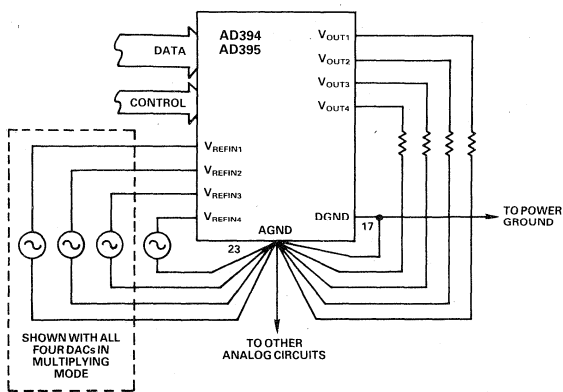 AD394
AD395
DATA
CONTROL
VOUT1
VOUT2
VOUT3
VOUT4
VREFIN1
VREFIN2
VREFIN3
VREFIN4
AGND
23
DGND
17
TO POWER
GROUND
SHOWN WITH ALL
FOUR DACs IN
MULTIPLYING
MODE
TO OTHER
ANALOG CIRCUITS